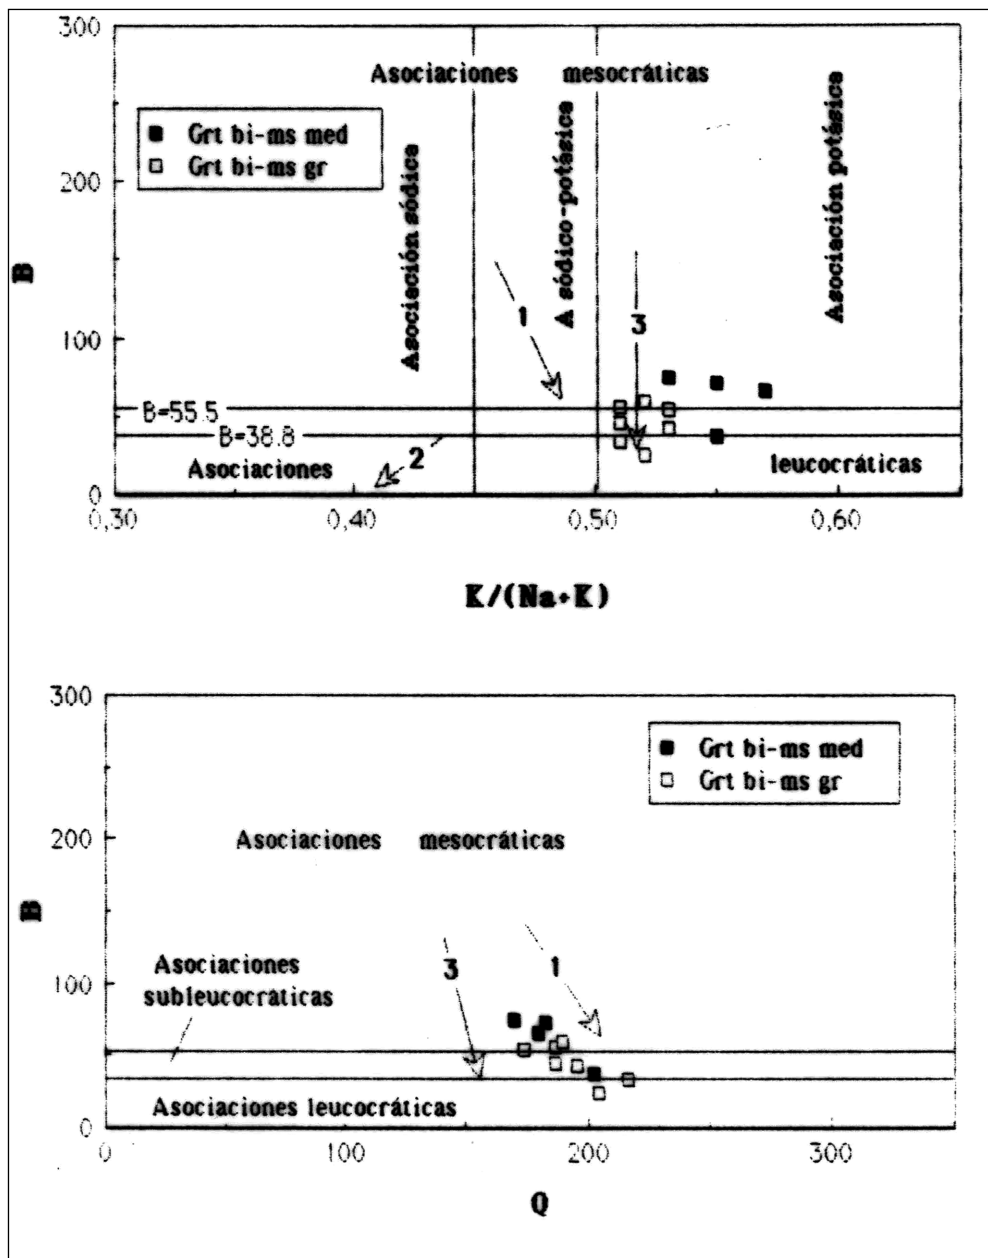 300
Asociaciones mesocráticas
Grt bi-ms med
Grt bi-ms gr
200
Asociación sódica
A sódico-potásica
Asociación potásica
B
1
3
100
B=55.5
B=38.8
2
Asociaciones leucocráticas
0
0,30 0,40 0,50 0,60
K/(Na+K)
300
Grt bi-ms med
Grt bi-ms gr
200
Asociaciones mesocráticas
B
3
1
Asociaciones
subleucocráticas
100
Asociaciones leucocráticas
0
0 100 200 300
Q